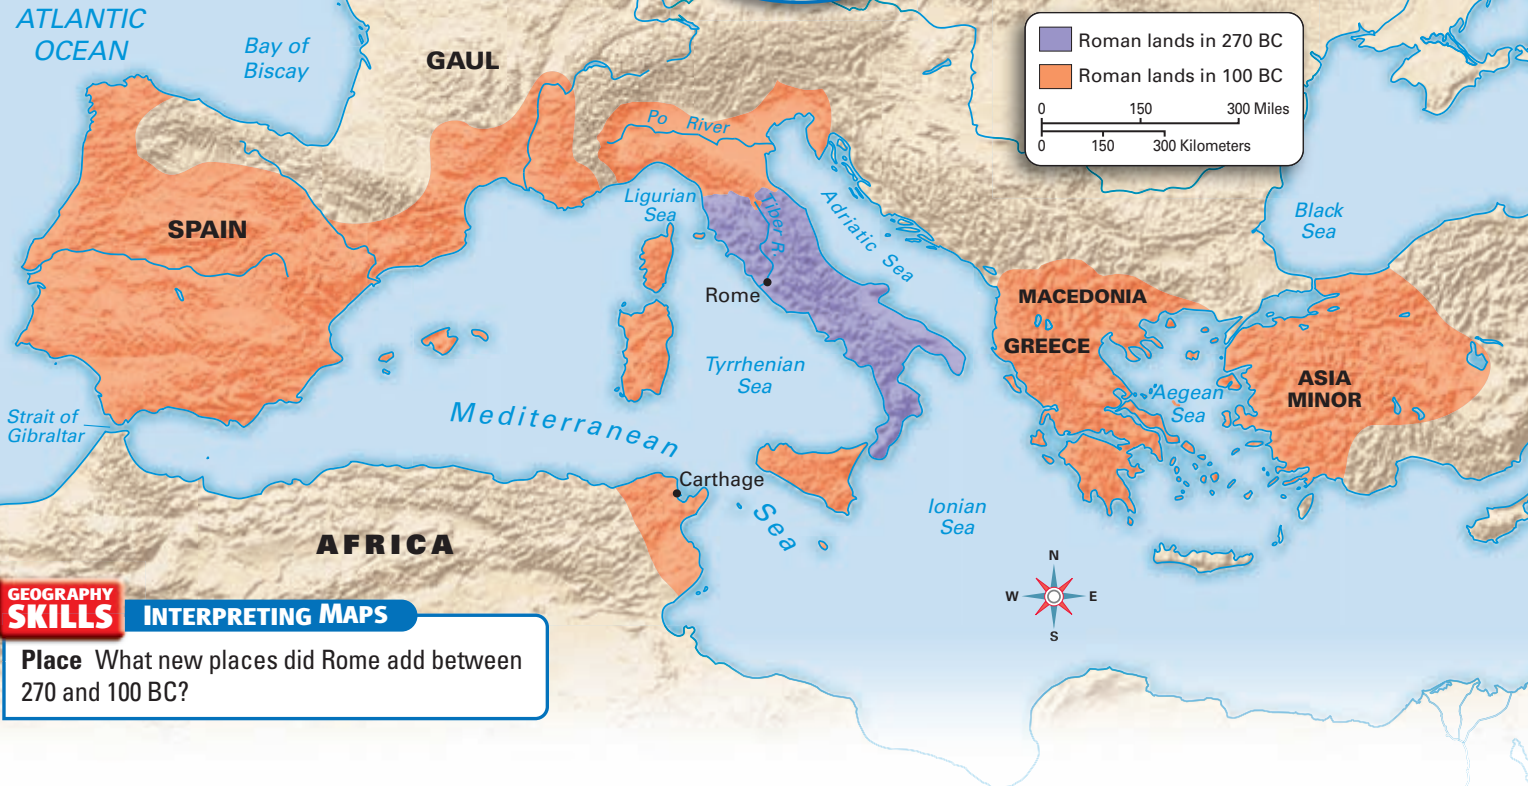 ATLANTIC
OCEAN
Bay of
Biscay
GAUL
Roman lands in 270 BC
Roman lands in 100 BC
0 150 300 Miles
0 150 300 Kilometers
Po River
Ligurian
Sea
Tiber R.
Adriatic Sea
Black
Sea
SPAIN
Rome
MACEDONIA
GREECE
Tyrrhenian
Sea
Aegean
Sea
ASIA
MINOR
Strait of
Gibraltar
Mediterranean Sea
Carthage
Ionian
Sea
AFRICA
N
W E
S
GEOGRAPHY
SKILLS
INTERPRETING MAPS
Place What new places did Rome add between
270 and 100 BC?